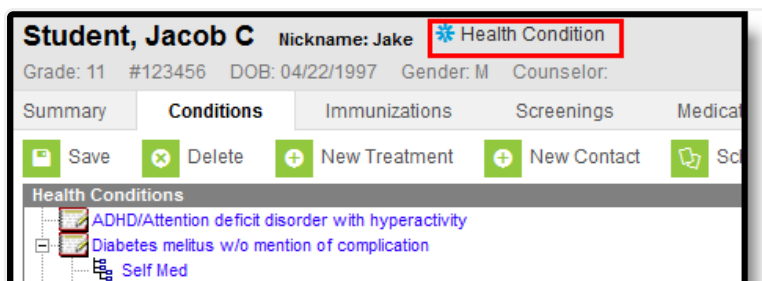 Student, Jacob C Nickname: Jake Health Condition
Grade: 11 #123456 DOB: 04/22/1997 Gender: M Counselor:
Summary Conditions Immunizations Screenings Medicat
Save Delete New Treatment New Contact Sch
Health Conditions
ADHD/Attention deficit disorder with hyperactivity
Diabetes melitus w/o mention of complication
Self Med